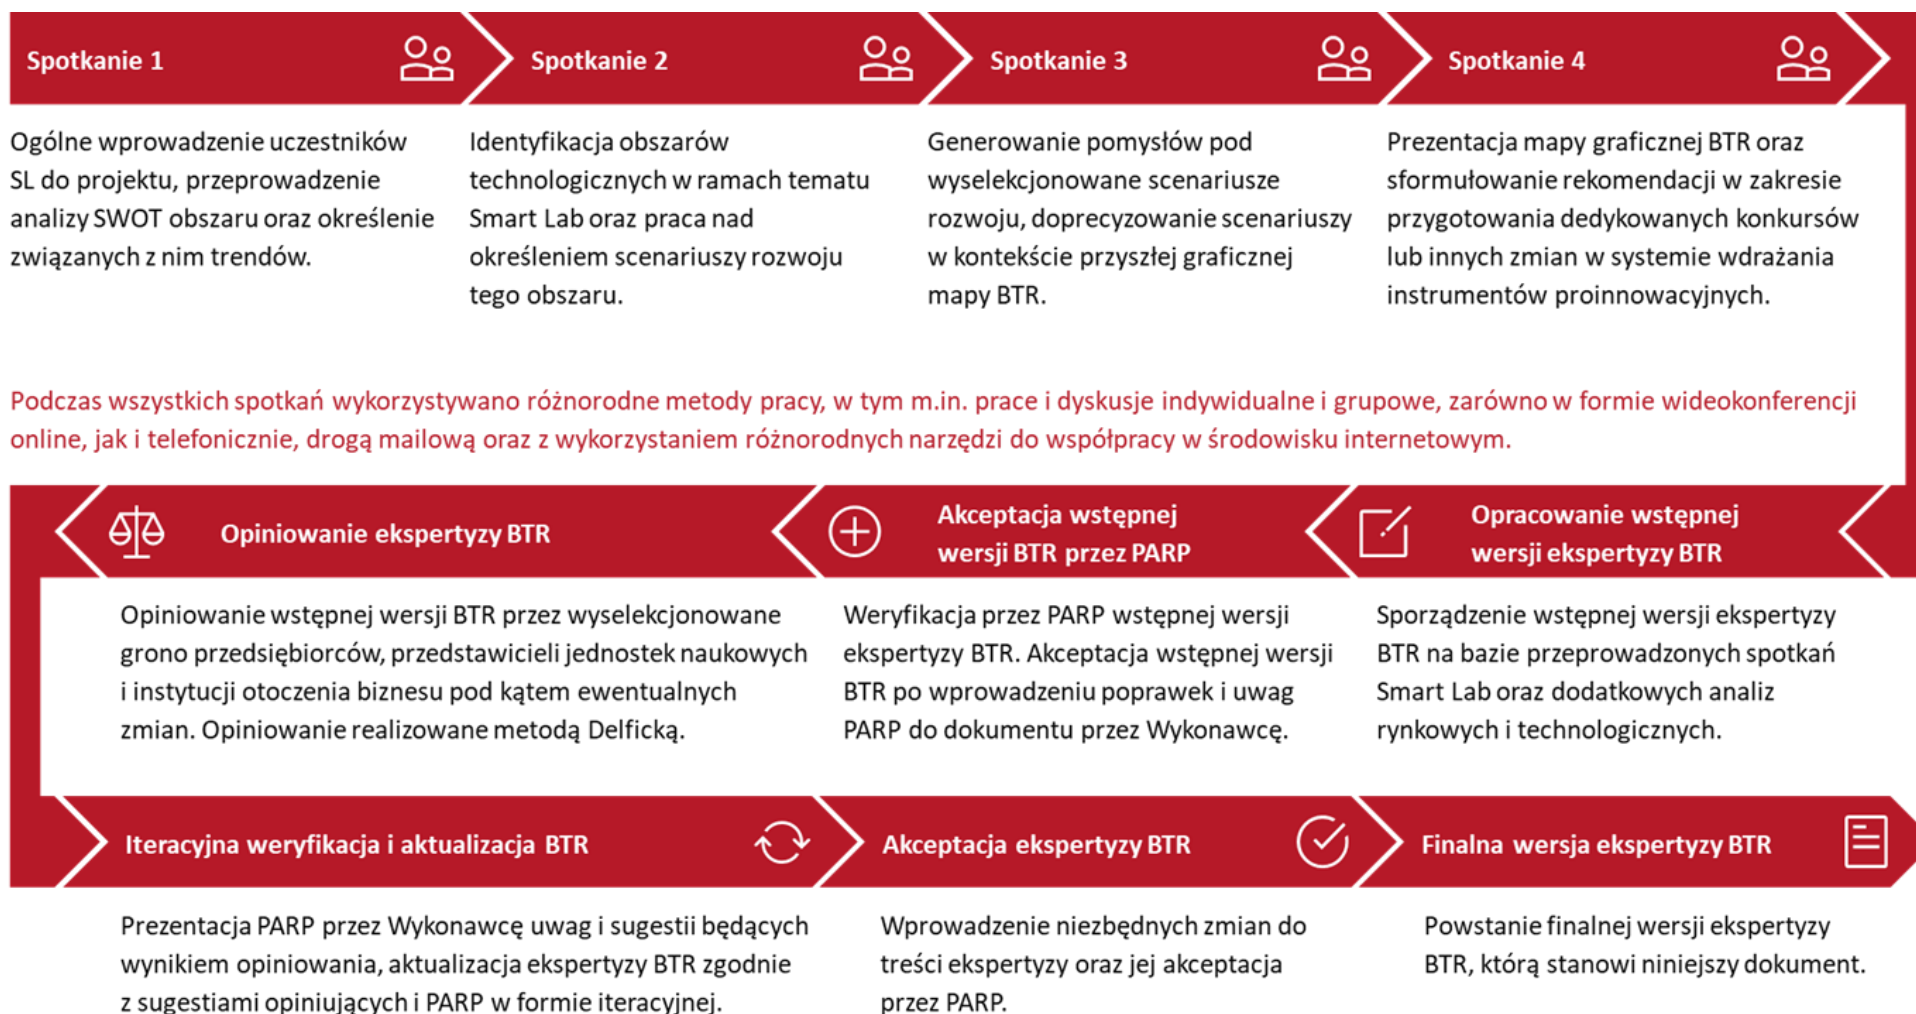 Spotkanie 1
Ogólne wprowadzenie uczestników
SL do projektu, przeprowadzenie
analizy SWOT obszaru oraz określenie
związanych z nim trendów.
Spotkanie 2
Identyfikacja obszarów
technologicznych w ramach tematu
Smart Lab oraz praca nad
określeniem scenariuszy rozwoju
tego obszaru.
Spotkanie 3
Generowanie pomysłów pod
wyselekcjonowane scenariusze
rozwoju, doprecyzowanie scenariuszy
w kontekście przyszłej graficznej
mapy BTR.
Spotkanie 4
Prezentacja mapy graficznej BTR oraz
sformułowanie rekomendacji w zakresie
przygotowania dedykowanych konkursów
lub innych zmian w systemie wdrażania
instrumentów proinnowacyjnych.
Podczas wszystkich spotkań wykorzystywano różnorodne metody pracy, w tym m.in. prace i dyskusje indywidualne i grupowe, zarówno w formie wideokonferencji
online, jak i telefonicznie, drogą mailową oraz z wykorzystaniem różnorodnych narzędzi do współpracy w środowisku internetowym.
Opracowanie wstępnej
wersji ekspertyzy BTR
Sporządzenie wstępnej wersji ekspertyzy
BTR na bazie przeprowadzonych spotkań
Smart Lab oraz dodatkowych analiz
rynkowych i technologicznych.
Akceptacja wstępnej
wersji BTR przez PARP
Weryfikacja przez PARP wstępnej wersji
ekspertyzy BTR. Akceptacja wstępnej wersji
BTR po wprowadzeniu poprawek i uwag
PARP do dokumentu przez Wykonawcę.
Opiniowanie ekspertyzy BTR
Opiniowanie wstępnej wersji BTR przez wyselekcjonowane
grono przedsiębiorców, przedstawicieli jednostek naukowych
i instytucji otoczenia biznesu pod kątem ewentualnych
zmian. Opiniowanie realizowane metodą Delficką.
Iteracyjna weryfikacja i aktualizacja BTR
Prezentacja PARP przez Wykonawcę uwag i sugestii będących
wynikiem opiniowania, aktualizacja ekspertyzy BTR zgodnie
z sugestiami opiniujących i PARP w formie iteracyjnej.
Akceptacja ekspertyzy BTR
Wprowadzenie niezbędnych zmian do
treści ekspertyzy oraz jej akceptacja
przez PARP.
Finalna wersja ekspertyzy BTR
Powstanie finalnej wersji ekspertyzy
BTR, którą stanowi niniejszy dokument.